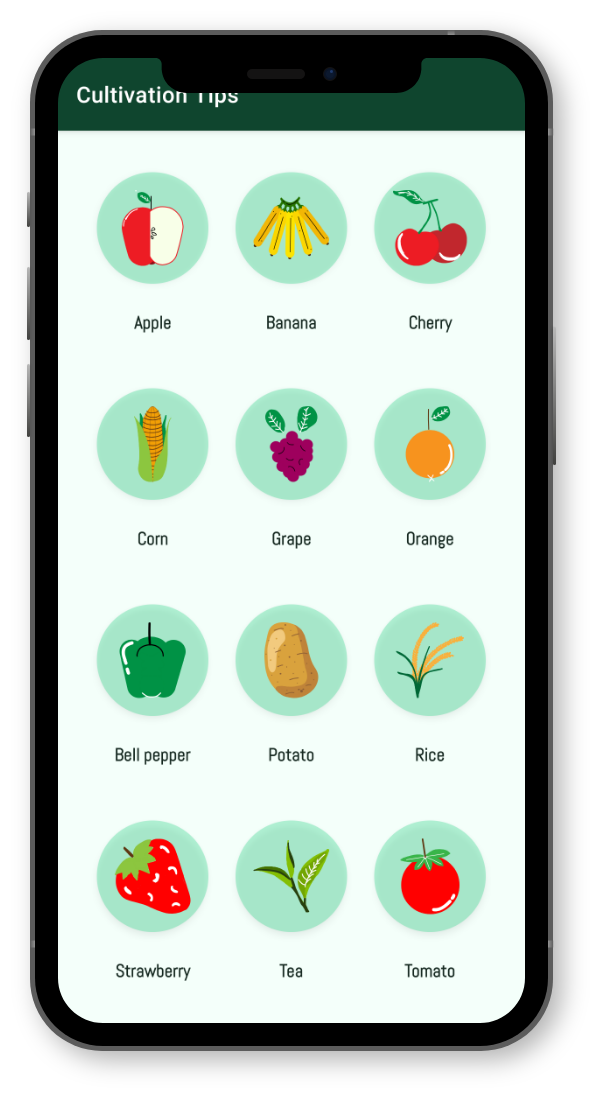 Cultivation Tips
Apple
Banana
Cherry
Corn
Grape
Orange
Bell pepper
Potato
Rice
Strawberry
Tea
Tomato